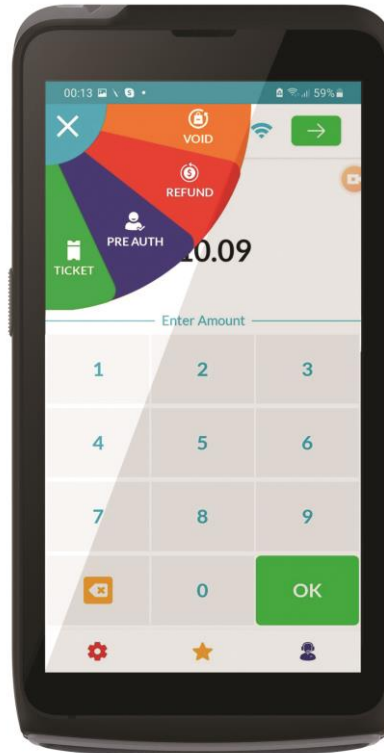 00:13 59%
VOID
REFUND
PRE AUTH
TICKET
10.09
Enter Amount
1 2 3
4 5 6
7 8 9
0 OK